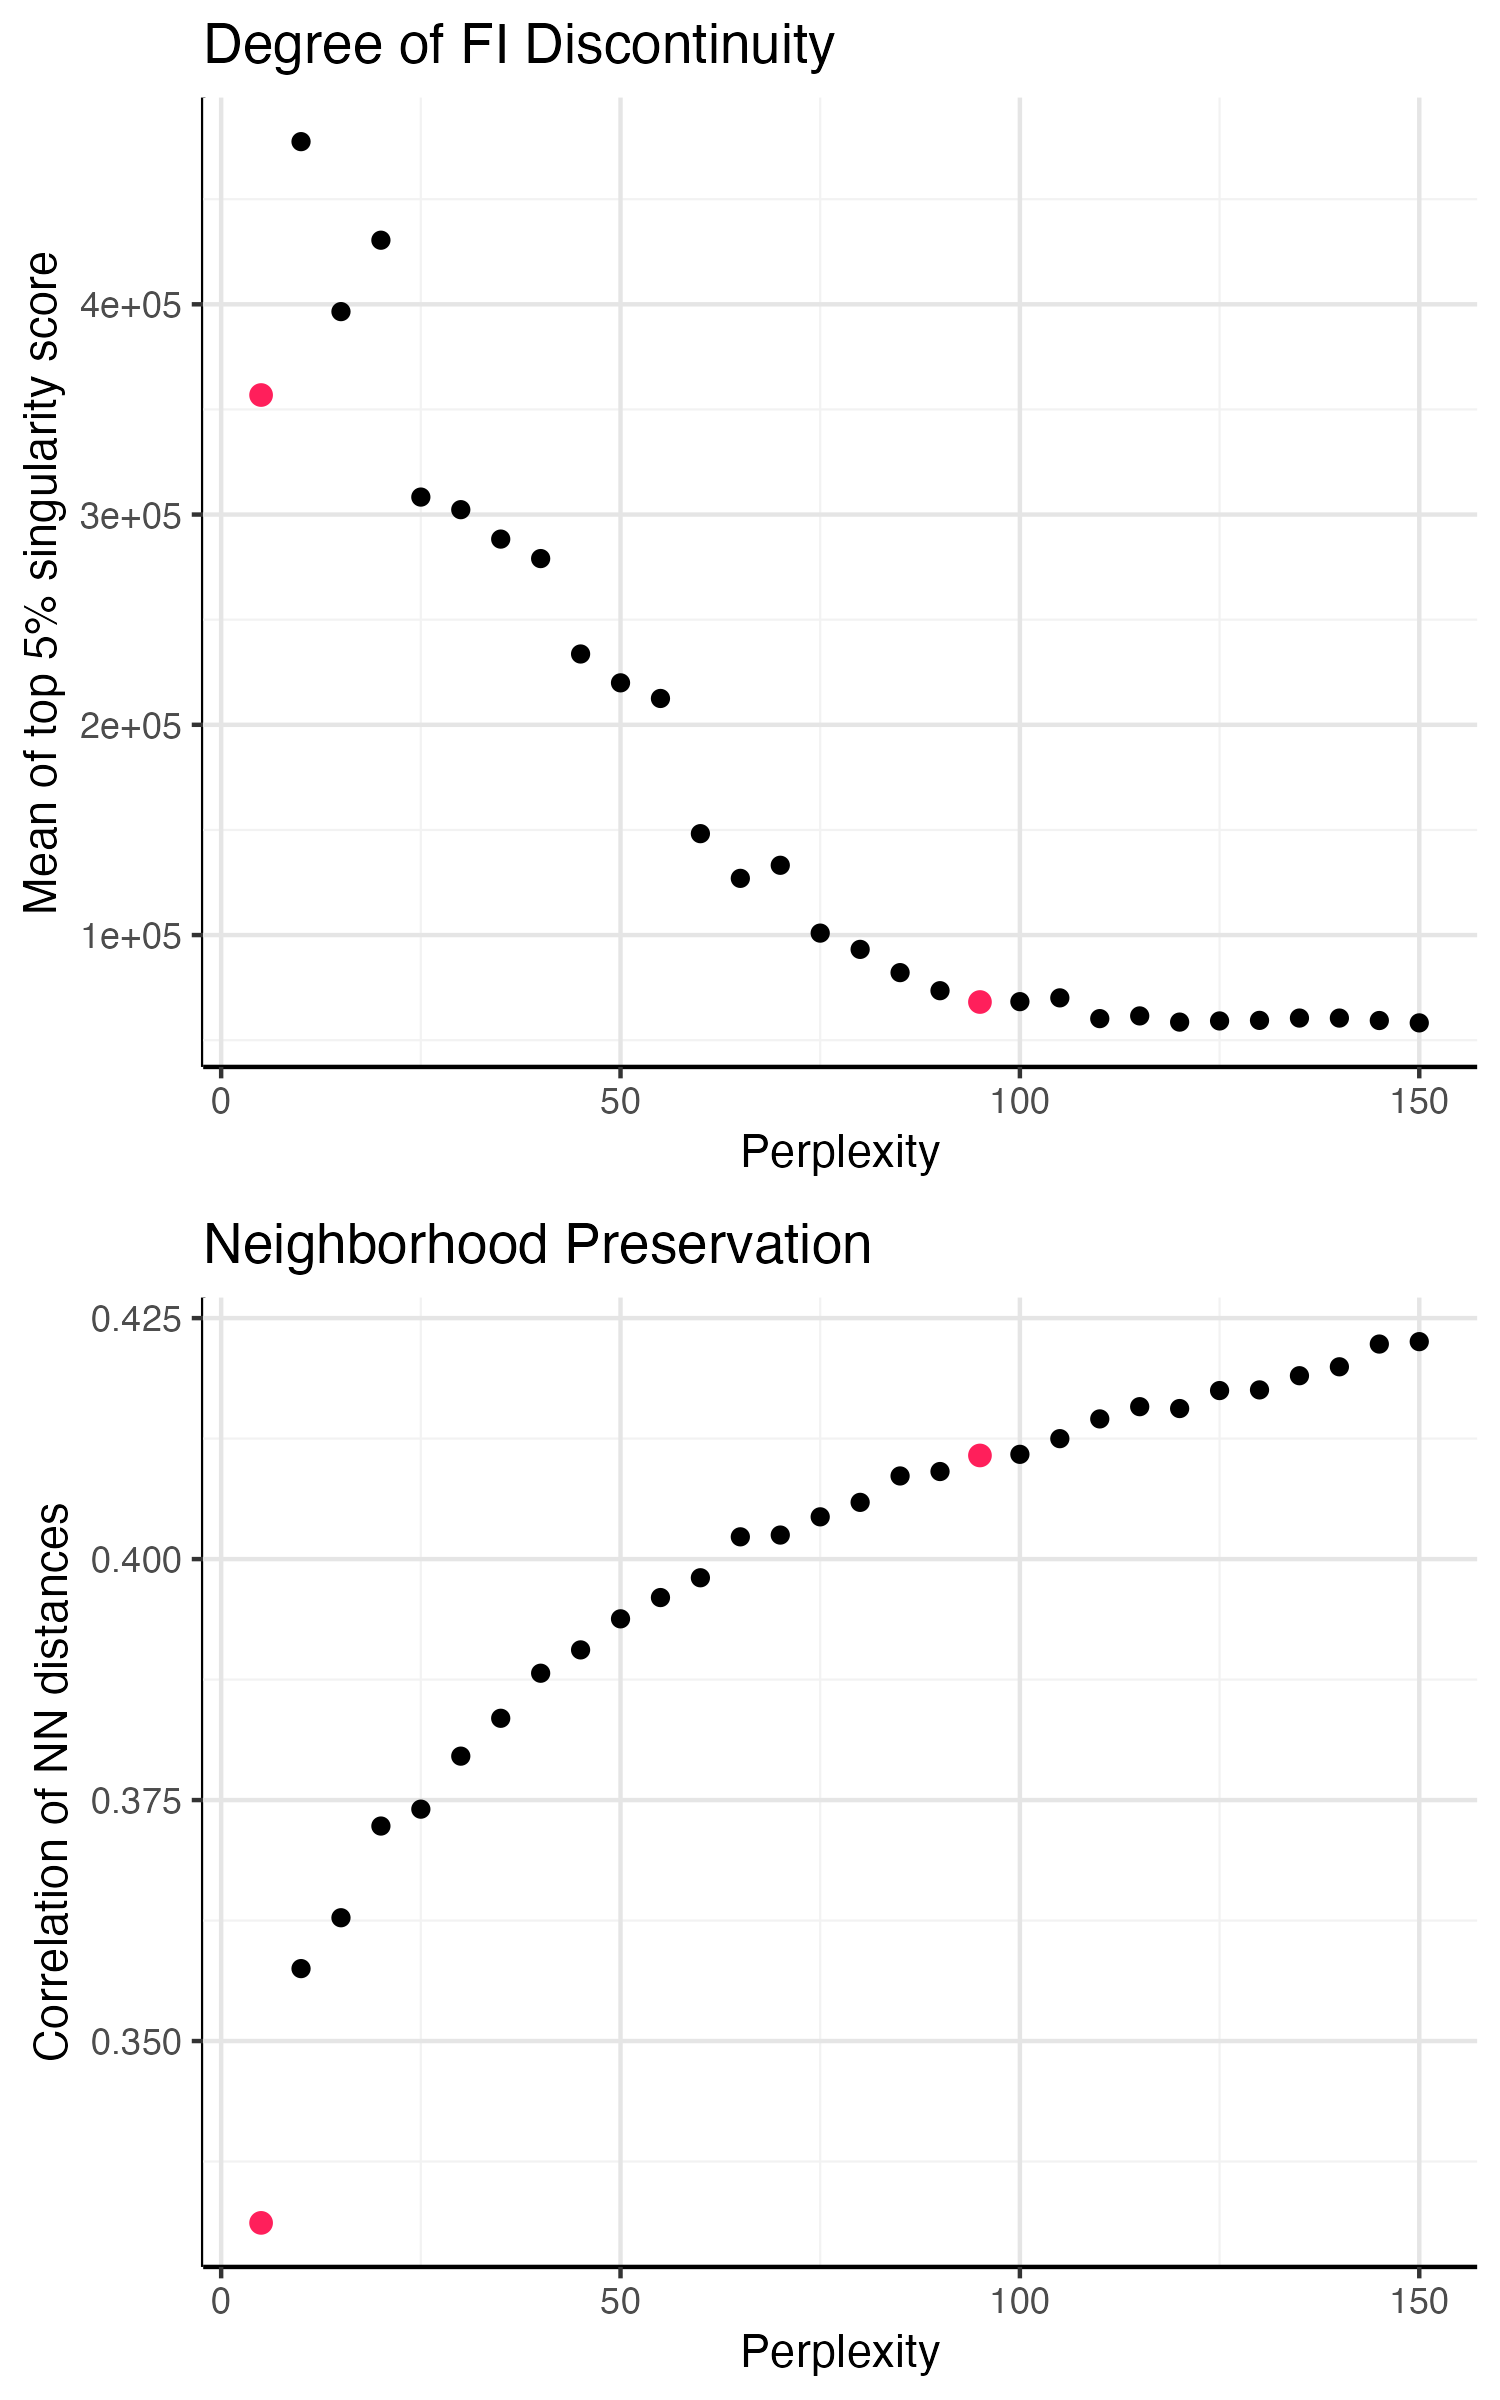 Degree of FI Discontinuity
Mean of top 5% singularity score
4e+05
3e+05
2e+05
1e+05
0 50 100 150
Perplexity
Neighborhood Preservation
Correlation of NN distances
0.425
0.400
0.375
0.350
0 50 100 150
Perplexity